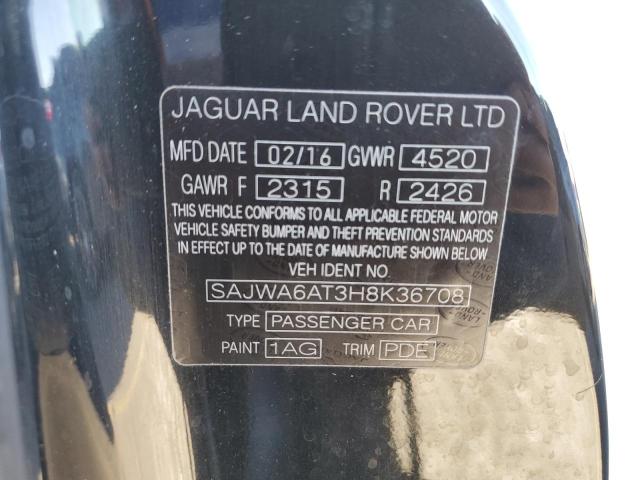 JAGUAR LAND ROVER LTD
MFD DATE 02/16 GVWR 4520
GAWR F 2315 R 2426
THIS VEHICLE CONFORMS TO ALL APPLICABLE FEDERAL MOTOR
VEHICLE SAFETY BUMPER AND THEFT PREVENTION STANDARDS
IN EFFECT UP TO THE DATE OF MANUFACTURE SHOWN ABOVE
VEH IDENT NO.
SAJWA6AT3H8K36708
TYPE PASSENGER CAR
PAINT 1AG TRIM PDE